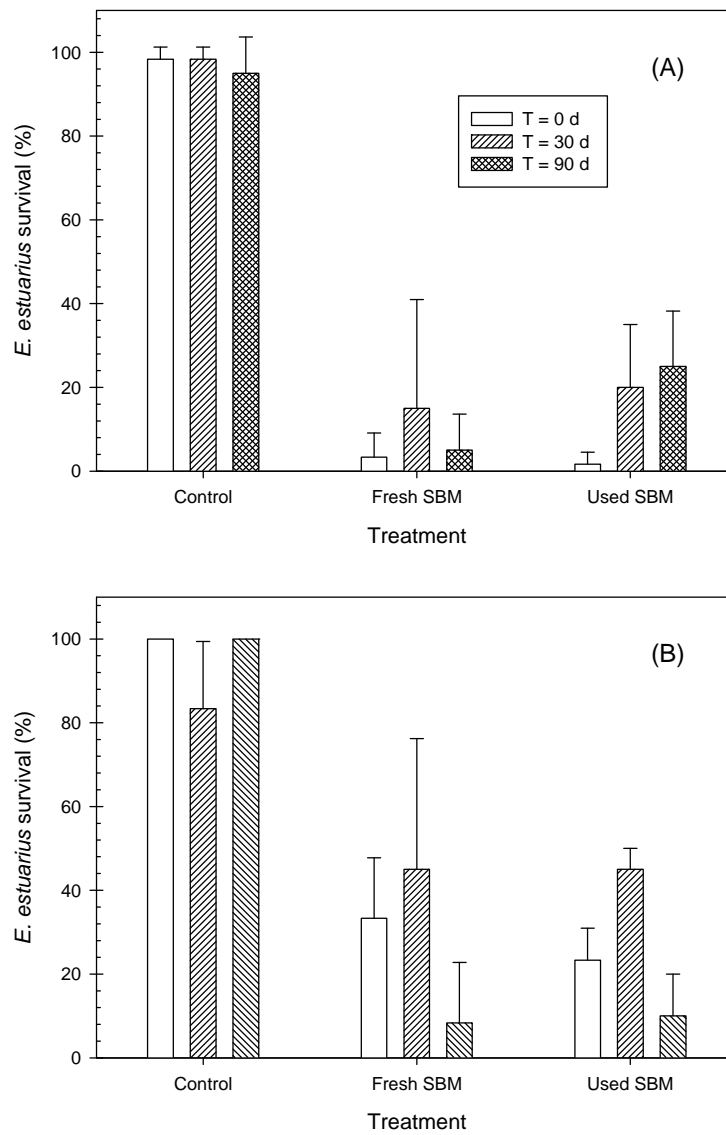 (A)
T = 0 d
T = 30 d
T = 90 d
E. estuarius survival (%)
100
80
60
40
20
0
Control Fresh SBM Used SBM
Treatment
(B)
E. estuarius survival (%)
100
80
60
40
20
0
Control Fresh SBM Used SBM
Treatment